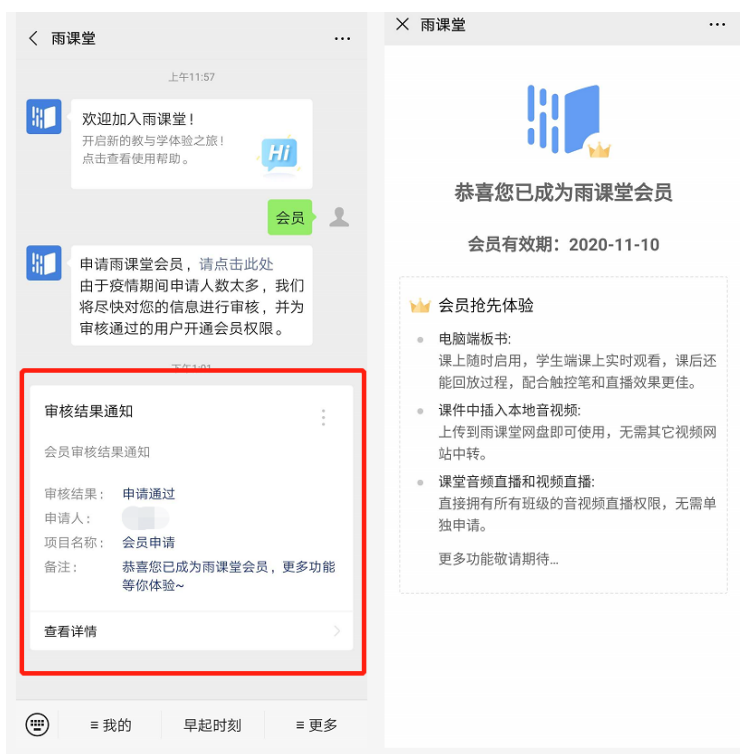 雨课堂
上午11:57
欢迎加入雨课堂！
开启新的教与学体验之旅！
点击查看使用帮助。
Hi
会员
申请雨课堂会员，请点击此处
由于疫情期间申请人数太多，我们
将尽快对您的信息进行审核，并为
审核通过的用户开通会员权限。
下午1:01
审核结果通知
会员审核结果通知
审核结果： 申请通过
申请人：
项目名称： 会员申请
备注： 恭喜您已成为雨课堂会员，更多功能
等你体验~
查看详情
≡ 我的 早起时刻 ≡ 更多
雨课堂
恭喜您已成为雨课堂会员
会员有效期：2020-11-10
会员抢先体验
电脑端板书:
课上随时启用，学生端课上实时观看，课后还
能回放过程，配合触控笔和直播效果更佳。
课件中插入本地音视频:
上传到雨课堂网盘即可使用，无需其它视频网
站中转。
课堂音频直播和视频直播:
直接拥有所有班级的音视频直播权限，无需单
独申请。
更多功能敬请期待...